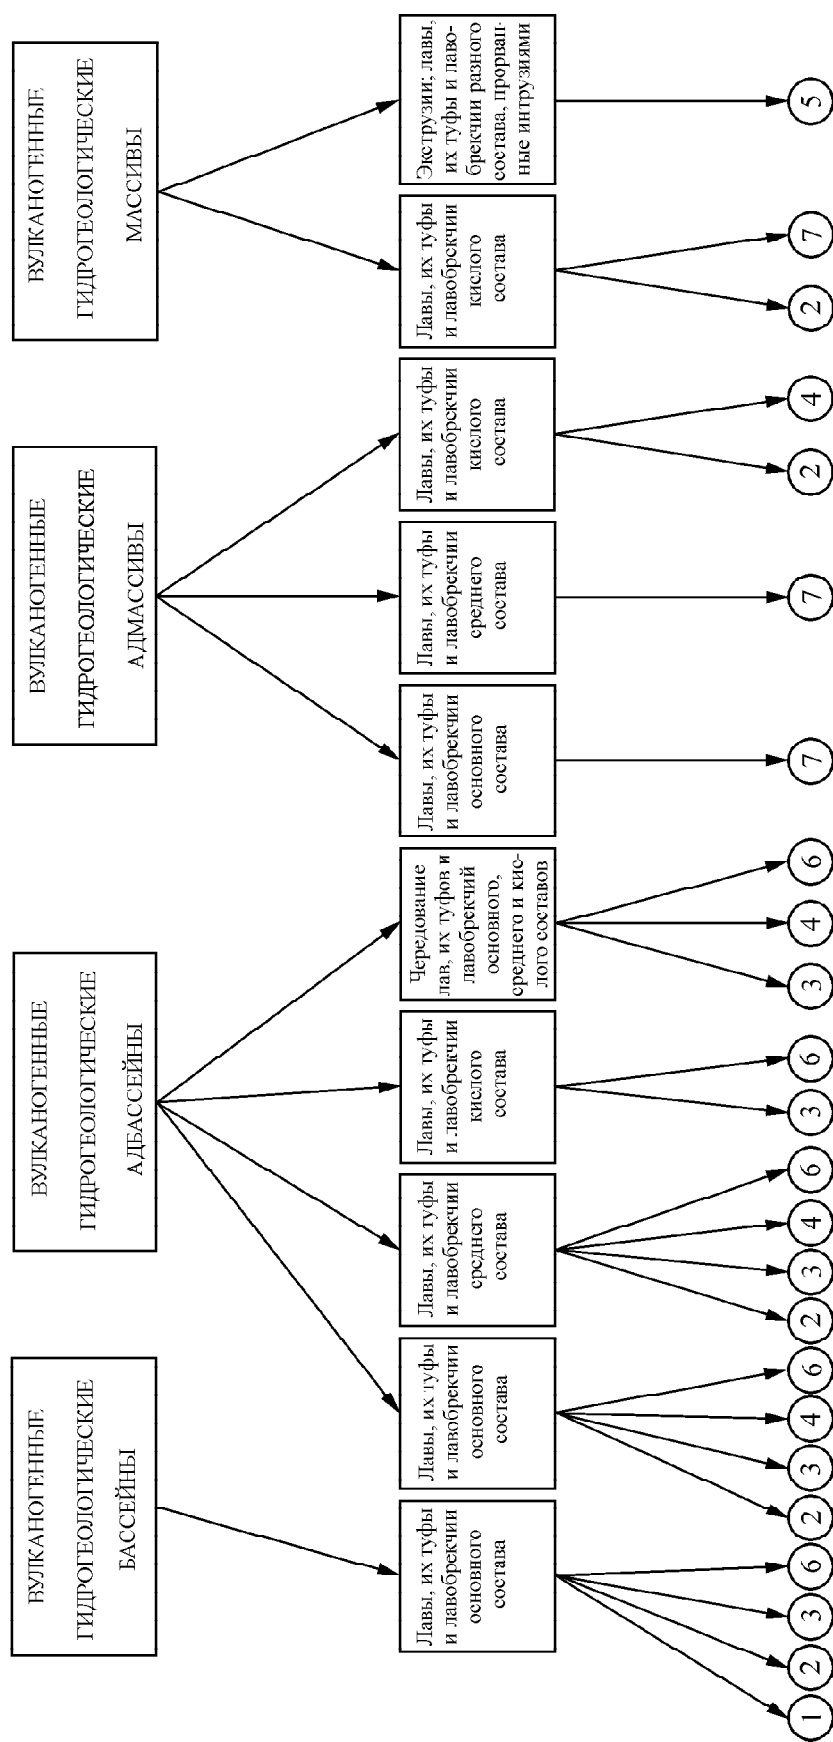 ВУЛКАНОГЕННЫЕ
ГИДРОГЕОЛОГИЧЕСКИЕ
БАССЕЙНЫ
ВУЛКАНОГЕННЫЕ
ГИДРОГЕОЛОГИЧЕСКИЕ
АДБАССЕЙНЫ
ВУЛКАНОГЕННЫЕ
ГИДРОГЕОЛОГИЧЕСКИЕ
АДМАССИВЫ
ВУЛКАНОГЕННЫЕ
ГИДРОГЕОЛОГИЧЕСКИЕ
МАССИВЫ
Лавы, их туфы
и лавобрекчии
основного
состава
Лавы, их туфы
и лавобрекчии
основного
состава
Лавы, их туфы
и лавобрекчии
среднего
состава
Лавы, их туфы
и лавобрекчии
кислого
состава
Чередование
лав, их туфов и
лавобрекчий
основного,
среднего и кис-
лого составов
Лавы, их туфы
и лавобрекчии
основного
состава
Лавы, их туфы
и лавобрекчии
среднего
состава
Лавы, их туфы
и лавобрекчии
кислого
состава
Лавы, их туфы
и лавобрекчии
кислого
состава
Экструзии; лавы,
их туфы и лаво-
брекчии разного
состава, прорван-
ные интрузиями
1 2 3 6 2 3 4 6 2 3 4 6 3 6 3 4 6 7 7 2 4 2 7 5